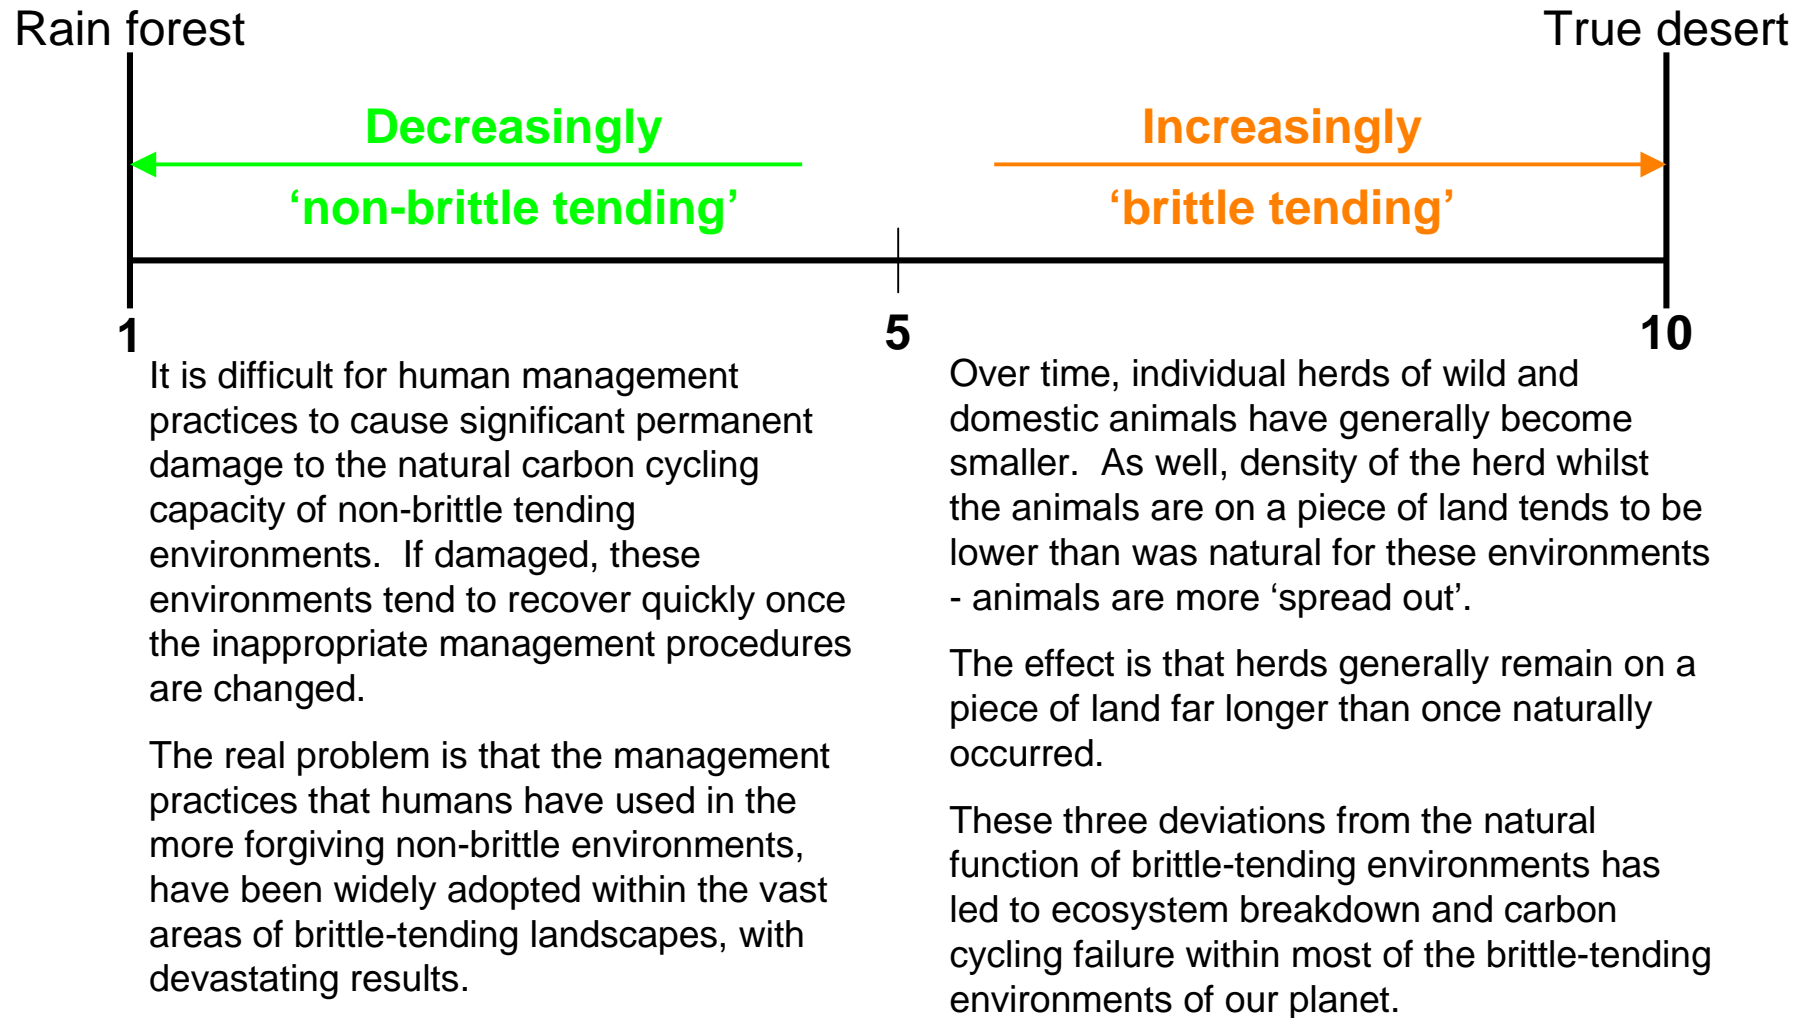 Rain forest
True desert
Decreasingly
‘non-brittle tending’
Increasingly
‘brittle tending’
1
5
10
It is difficult for human management
practices to cause significant permanent
damage to the natural carbon cycling
capacity of non-brittle tending
environments.  If damaged, these
environments tend to recover quickly once
the inappropriate management procedures
are changed.
The real problem is that the management
practices that humans have used in the
more forgiving non-brittle environments,
have been widely adopted within the vast
areas of brittle-tending landscapes, with
devastating results.
Over time, individual herds of wild and
domestic animals have generally become
smaller.  As well, density of the herd whilst
the animals are on a piece of land tends to be
lower than was natural for these environments
- animals are more ‘spread out’.
The effect is that herds generally remain on a
piece of land far longer than once naturally
occurred.
These three deviations from the natural
function of brittle-tending environments has
led to ecosystem breakdown and carbon
cycling failure within most of the brittle-tending
environments of our planet.